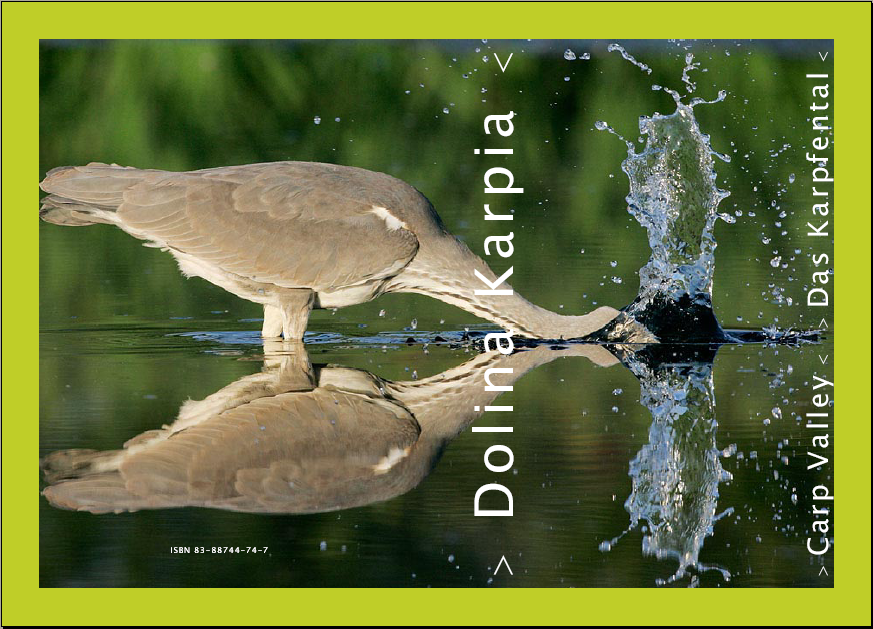 > Dolina Karpia <
> Carp Valley < > Das Karpfental <
ISBN 83-88744-74-7